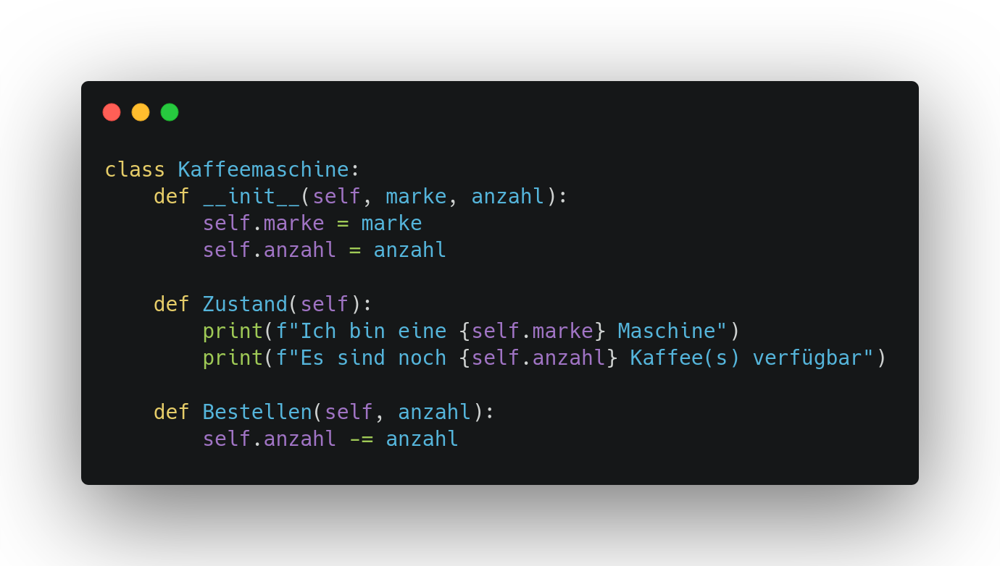 class Kaffeemaschine:
    def __init__(self, marke, anzahl):
        self.marke = marke
        self.anzahl = anzahl

    def Zustand(self):
        print(f"Ich bin eine {self.marke} Maschine")
        print(f"Es sind noch {self.anzahl} Kaffee(s) verfügbar")

    def Bestellen(self, anzahl):
        self.anzahl -= anzahl